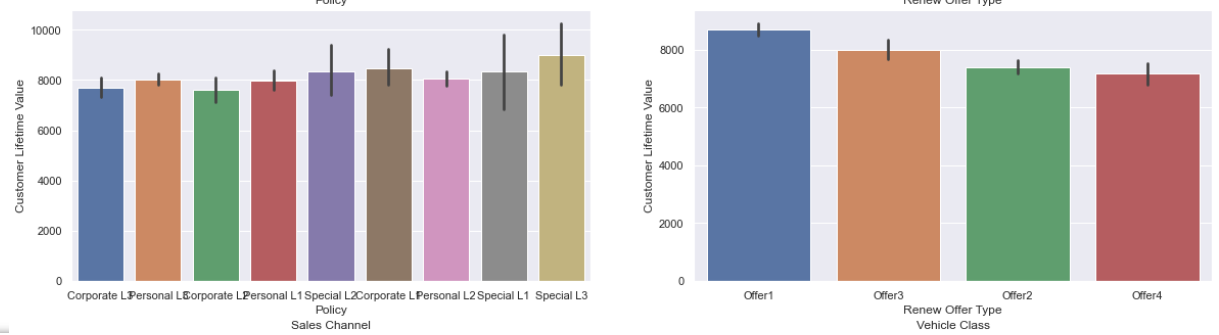 Policy
Renew Offer Type
10000
8000
6000
4000
2000
0
Customer Lifetime Value
Corporate L3 Personal L3 Corporate L2 Personal L1 Special L2 Corporate L1 Personal L2 Special L1 Special L3
Policy
Sales Channel
8000
6000
4000
2000
0
Customer Lifetime Value
Offer1 Offer3 Offer2 Offer4
Renew Offer Type
Vehicle Class